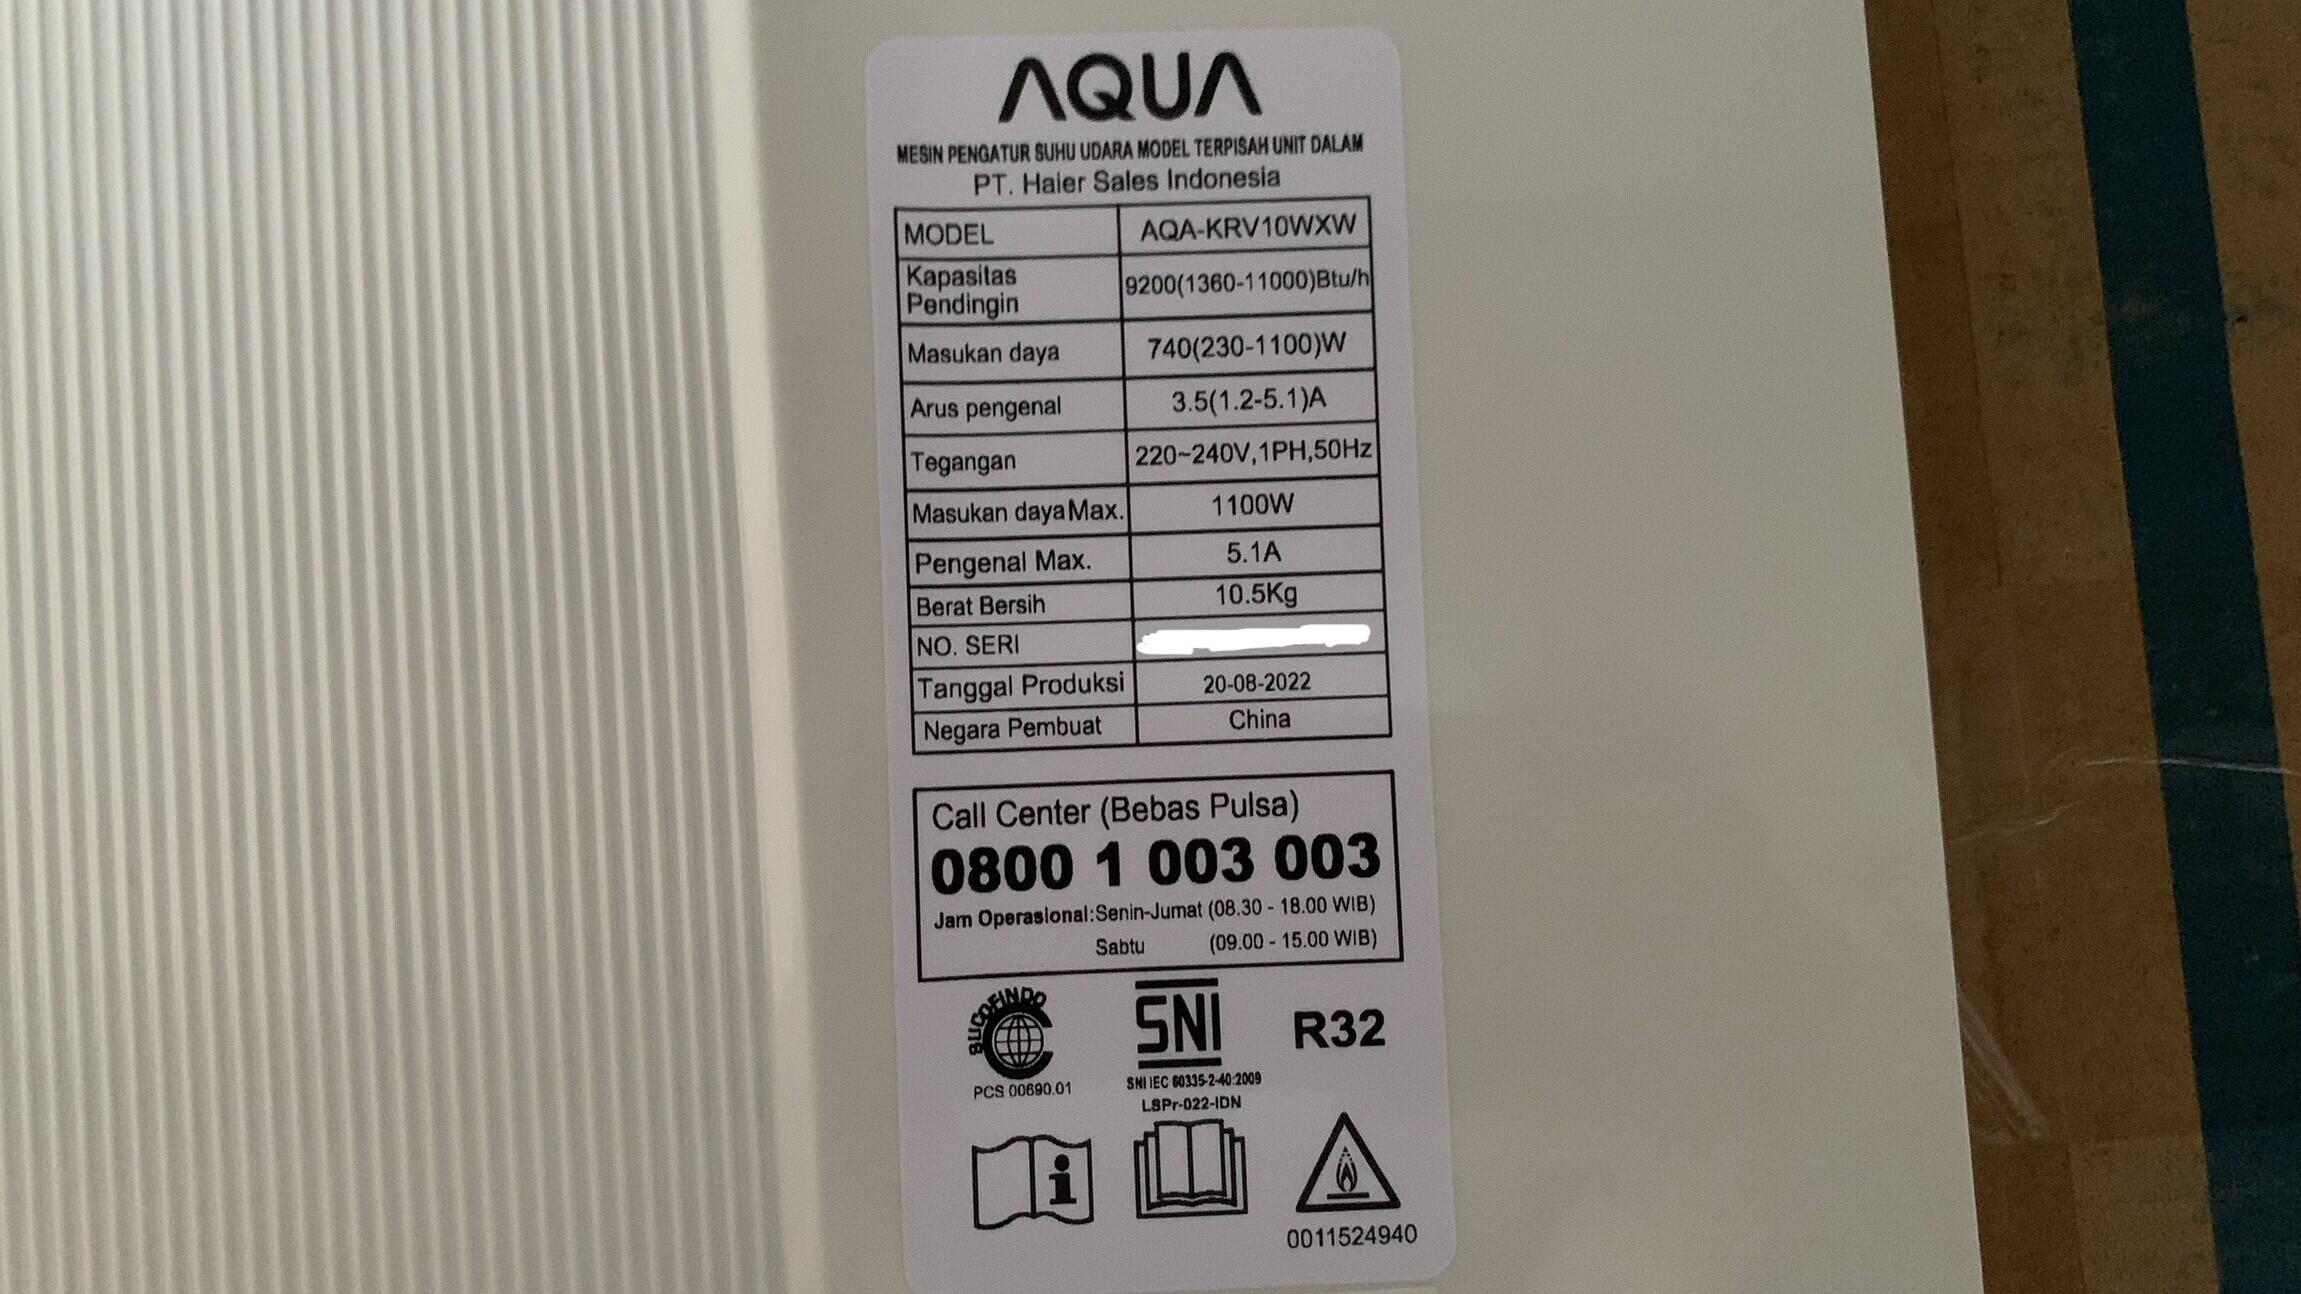 AQUA
MESIN PENGATUR SUHU UDARA MODEL TERPISAH UNIT DALAM
PT. Haier Sales Indonesia
MODEL AQA-KRV10WXW
Kapasitas Pendingin 9200(1360-11000)Btu/h
Masukan daya 740(230-1100)W
Arus pengenal 3.5(1.2-5.1)A
Tegangan 220~240V,1PH,50Hz
Masukan daya Max. 1100W
Pengenal Max. 5.1A
Berat Bersih 10.5Kg
NO. SERI
Tanggal Produksi 20-08-2022
Negara Pembuat China
Call Center (Bebas Pulsa)
0800 1 003 003
Jam Operasional:Senin-Jumat (08.30 - 18.00 WIB)
Sabtu (09.00 - 15.00 WIB)
SUCOFINDO
PCS 00690.01
SNI
SNI IEC 60335-2-40:2009
LSPr-022-IDN
R32
i
0011524940